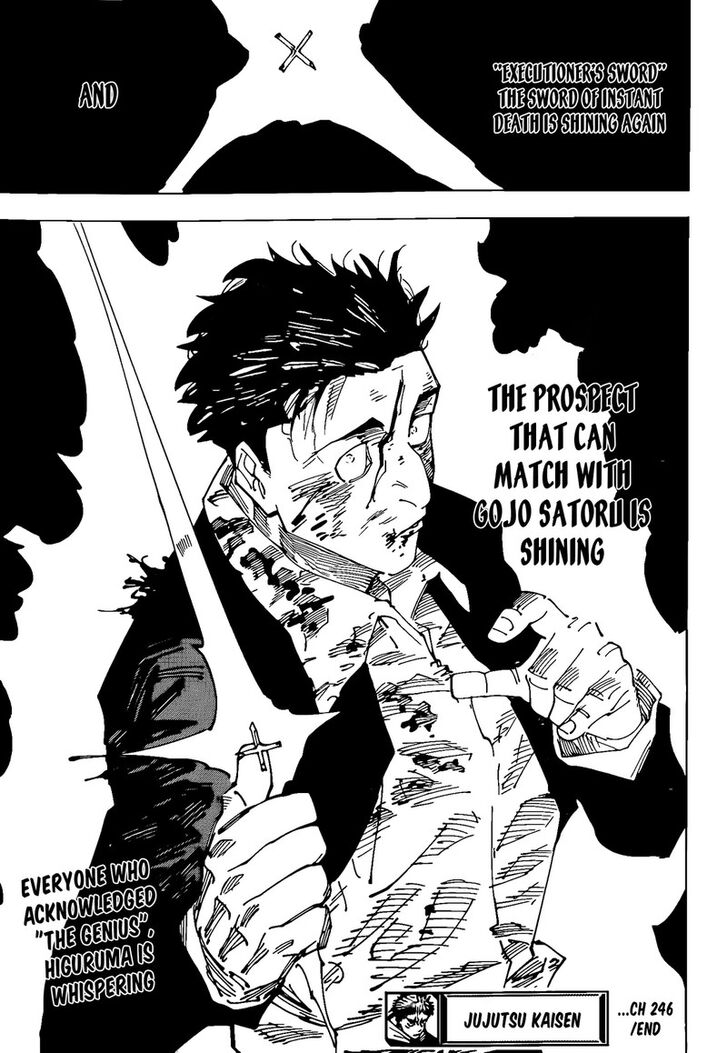 AND
"EXECUTIONER'S SWORD"
THE SWORD OF INSTANT
DEATH IS SHINING AGAIN
THE PROSPECT
THAT CAN
MATCH WITH
GOJO SATORU IS
SHINING
EVERYONE WHO
ACKNOWLEDGED
"THE GENIUS",
HIGURUMA IS
WHISPERING
JUJUTSU KAISEN
...CH 246
/END